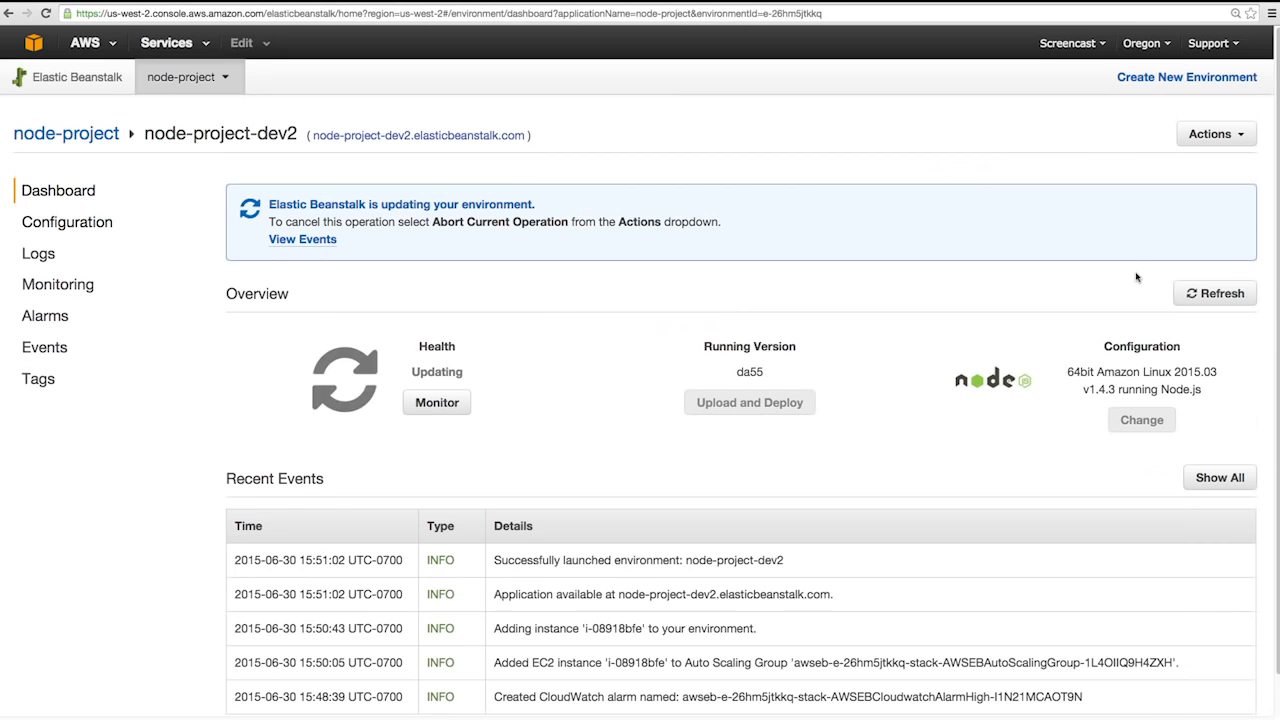 https://us-west-2.console.aws.amazon.com/elasticbeanstalk/home?region=us-west-2#/environment/dashboard?applicationName=node-project&environmentId=e-26hm5jtkkq
AWS Services Edit Screencast Oregon Support
Elastic Beanstalk node-project Create New Environment
node-project node-project-dev2 ( node-project-dev2.elasticbeanstalk.com ) Actions
Dashboard
Configuration
Logs
Monitoring
Alarms
Events
Tags
Elastic Beanstalk is updating your environment.
To cancel this operation select Abort Current Operation from the Actions dropdown.
View Events
Overview Refresh
Health
Updating
Monitor
Running Version
da55
Upload and Deploy
node JS
Configuration
64bit Amazon Linux 2015.03
v1.4.3 running Node.js
Change
Recent Events Show All
Time Type Details
2015-06-30 15:51:02 UTC-0700 INFO Successfully launched environment: node-project-dev2
2015-06-30 15:51:02 UTC-0700 INFO Application available at node-project-dev2.elasticbeanstalk.com.
2015-06-30 15:50:43 UTC-0700 INFO Adding instance 'i-08918bfe' to your environment.
2015-06-30 15:50:05 UTC-0700 INFO Added EC2 instance 'i-08918bfe' to Auto Scaling Group 'awseb-e-26hm5jtkkq-stack-AWSEBAutoScalingGroup-1L4OIIQ9H4ZXH'.
2015-06-30 15:48:39 UTC-0700 INFO Created CloudWatch alarm named: awseb-e-26hm5jtkkq-stack-AWSEBCloudwatchAlarmHigh-I1N21MCAOT9N